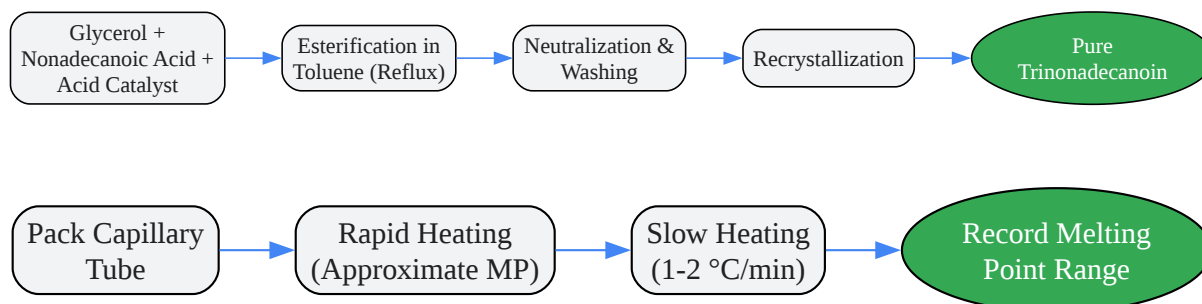 Glycerol +
Nonadecanoic Acid +
Acid Catalyst
Esterification in
Toluene (Reflux)
Neutralization &
Washing
Recrystallization
Pure
Trinonadecanoin
Pack Capillary
Tube
Rapid Heating
(Approximate MP)
Slow Heating
(1-2 °C/min)
Record Melting
Point Range